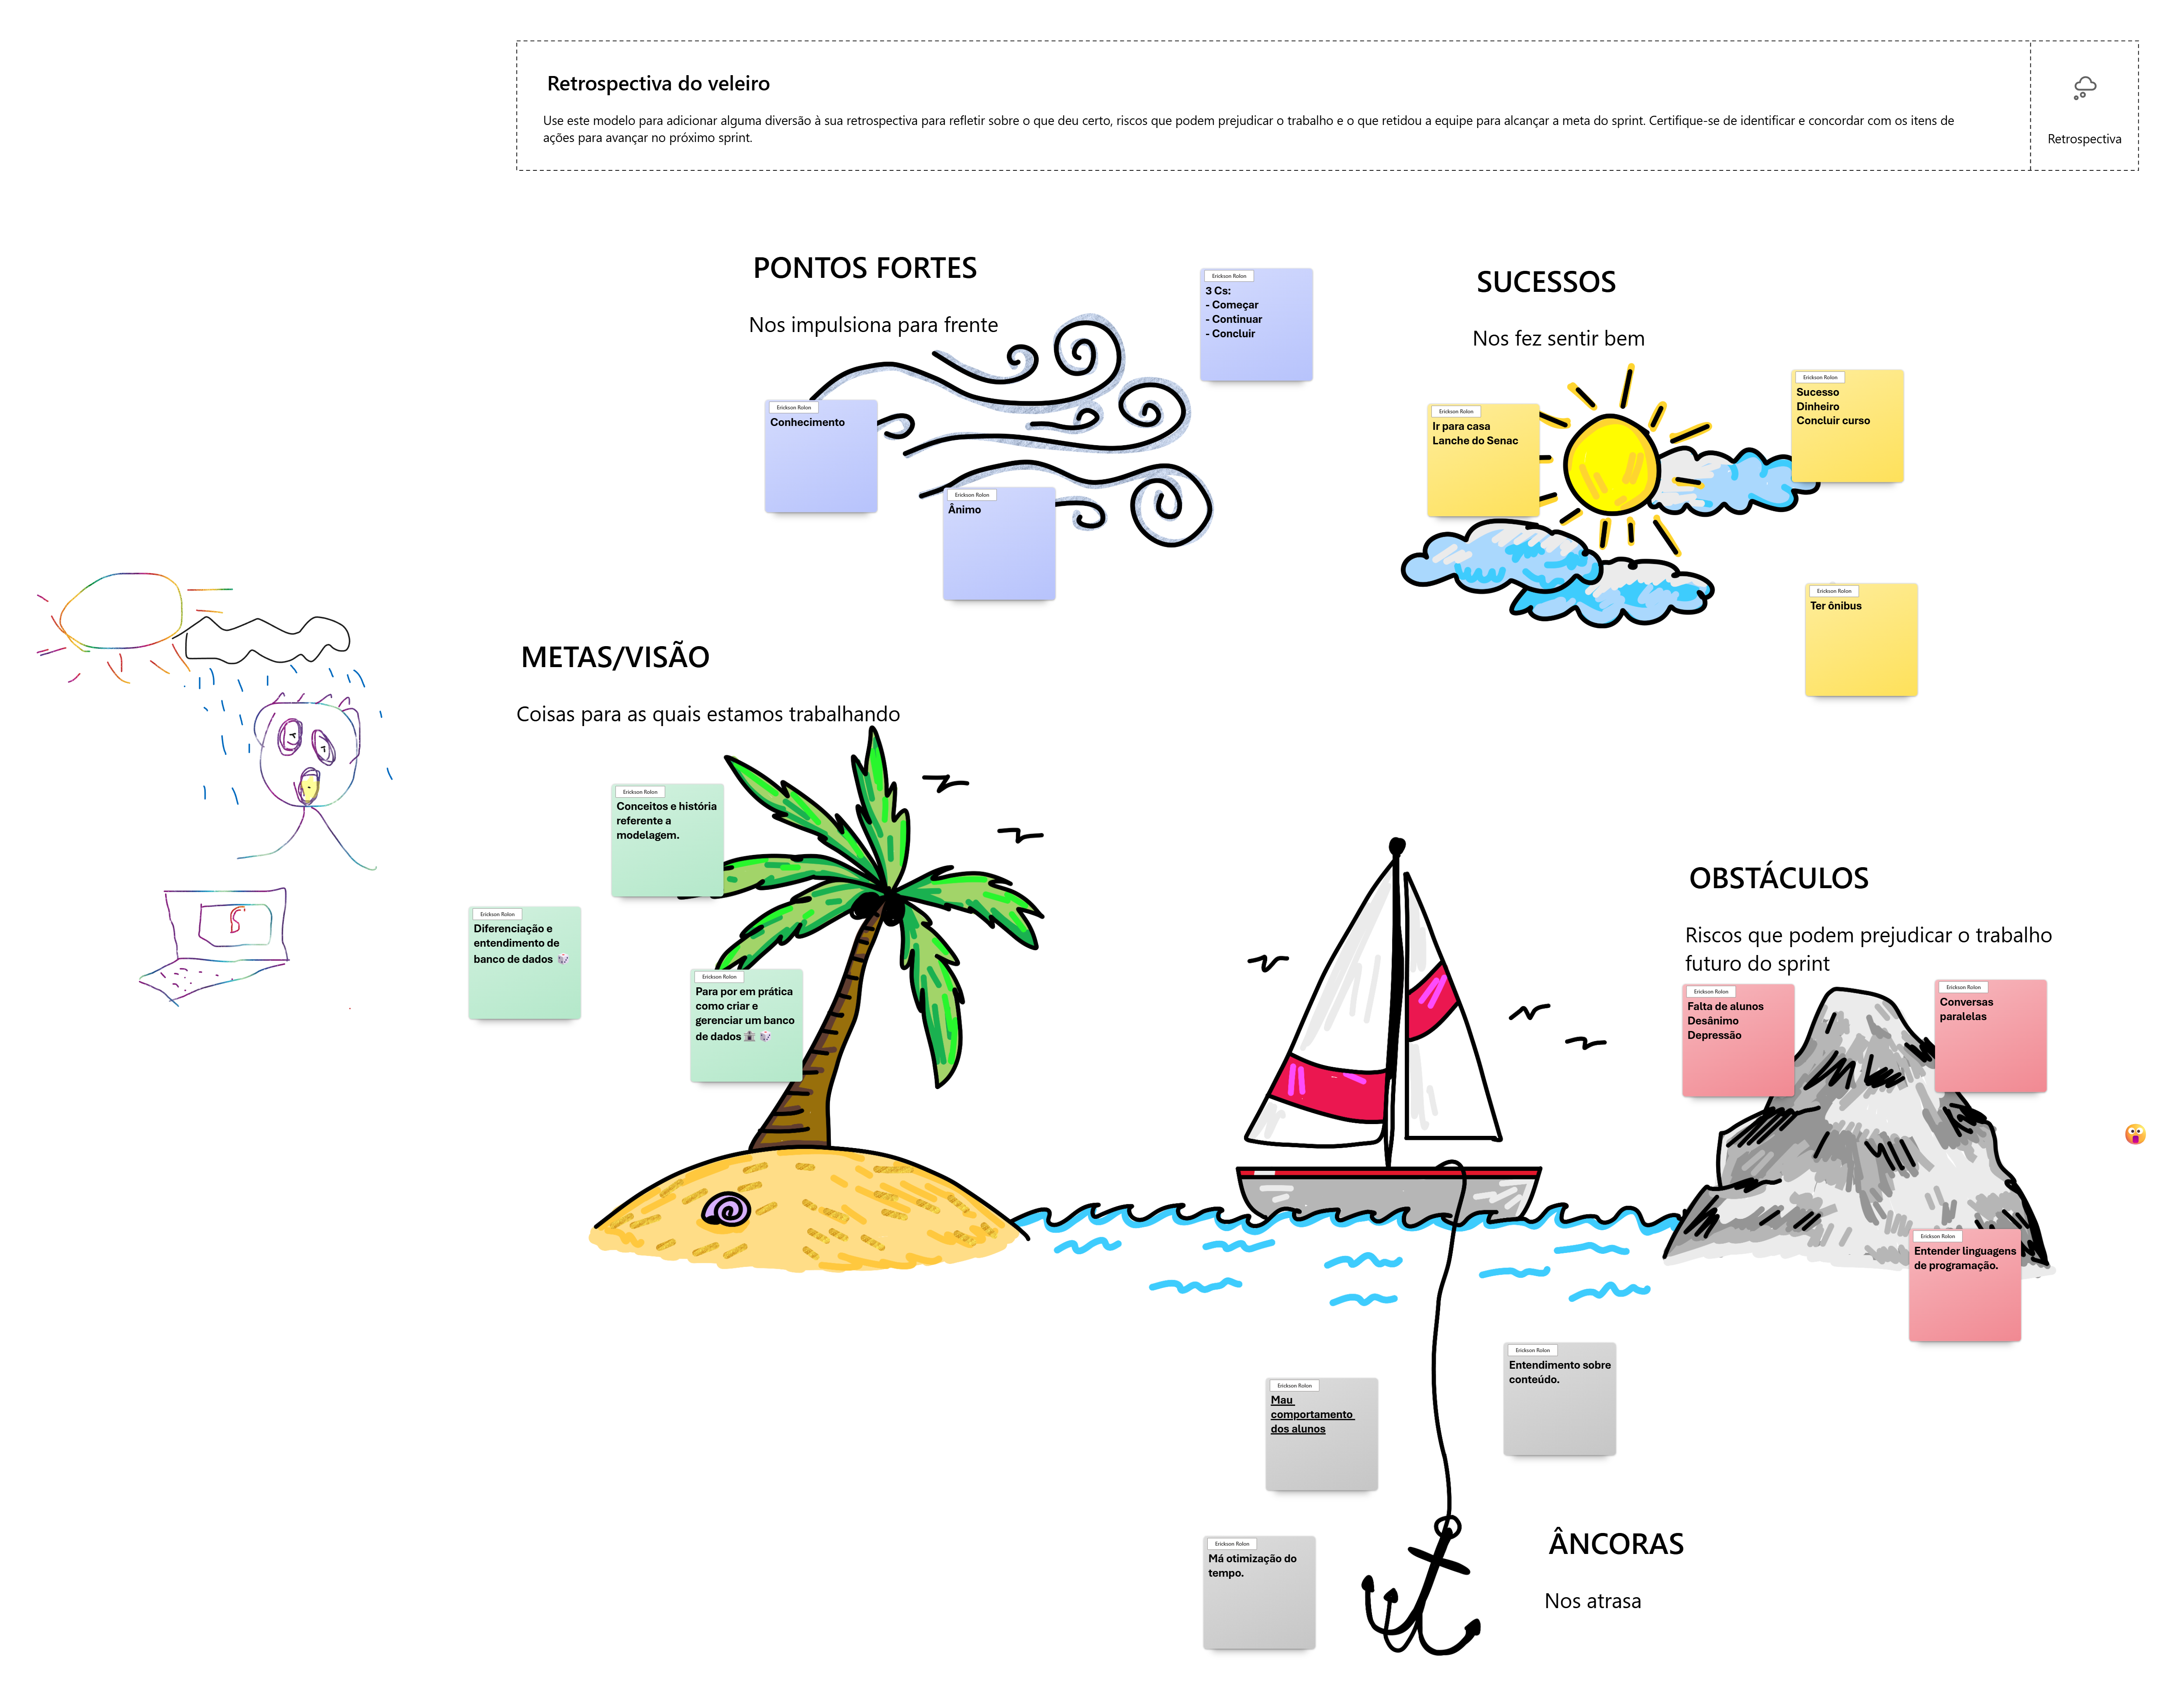 Retrospectiva do veleiro
Use este modelo para adicionar alguma diversão à sua retrospectiva para refletir sobre o que deu certo, riscos que podem prejudicar o trabalho e o que retidou a equipe para alcançar a meta do sprint. Certifique-se de identificar e concordar com os itens de
ações para avançar no próximo sprint.
Retrospectiva
PONTOS FORTES
Nos impulsiona para frente
Erickson Rolon
3 Cs:
- Começar
- Continuar
- Concluir
Erickson Rolon
Conhecimento
Erickson Rolon
Ânimo
SUCESSOS
Nos fez sentir bem
Erickson Rolon
Sucesso
Dinheiro
Concluir curso
Erickson Rolon
Ir para casa
Lanche do Senac
Erickson Rolon
Ter ônibus
METAS/VISÃO
Coisas para as quais estamos trabalhando
Erickson Rolon
Conceitos e história
referente a
modelagem.
Erickson Rolon
Diferenciação e
entendimento de
banco de dados 🎲
Erickson Rolon
Para por em prática
como criar e
gerenciar um banco
de dados 🏦 🎲
OBSTÁCULOS
Riscos que podem prejudicar o trabalho
futuro do sprint
Erickson Rolon
Falta de alunos
Desânimo
Depressão
Erickson Rolon
Conversas
paralelas
Erickson Rolon
Entender linguagens
de programação.
Erickson Rolon
Entendimento sobre
conteúdo.
Erickson Rolon
Mau
comportamento
dos alunos
Erickson Rolon
Má otimização do
tempo.
ÂNCORAS
Nos atrasa